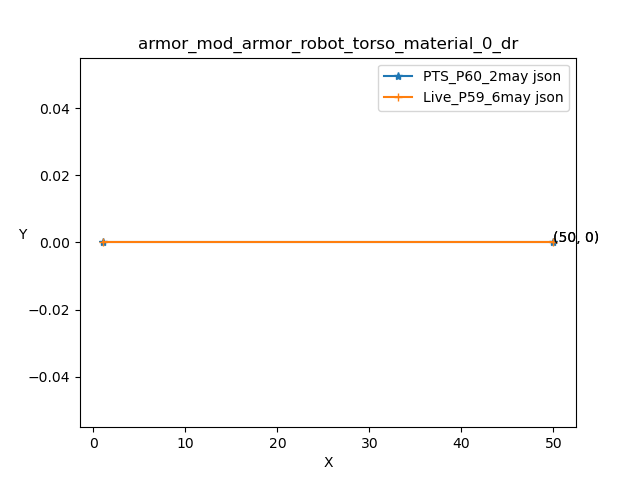 armor_mod_armor_robot_torso_material_0_dr
PTS_P60_2may json
Live_P59_6may json
0.04
0.02
0.00
−0.02
−0.04
Y
(50, 0)
0 10 20 30 40 50
X